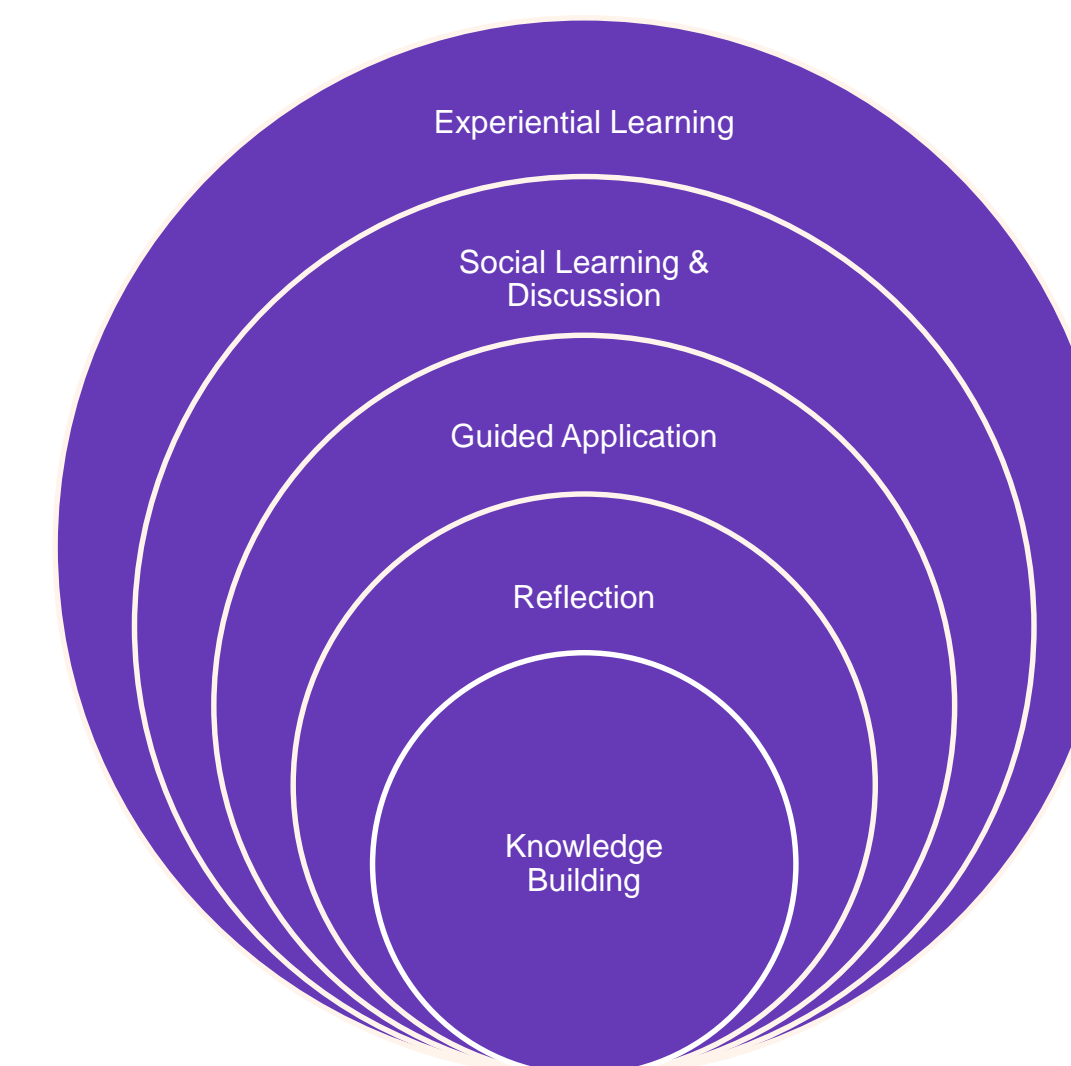 Experiential Learning
Social Learning &
Discussion
Guided Application
Reflection
Knowledge
Building